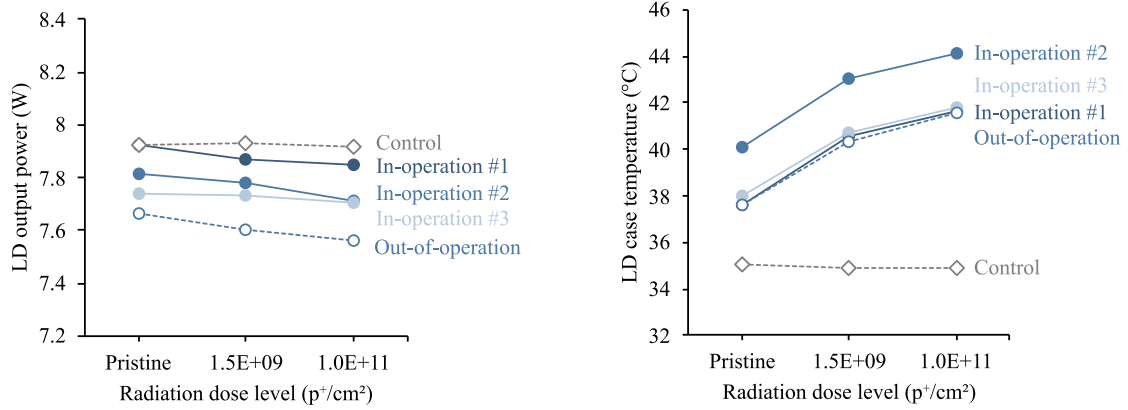 LD output power (W)
8.4
8.2
8
7.8
7.6
7.4
7.2
Control
In-operation #1
In-operation #2
In-operation #3
Out-of-operation
Pristine
1.5E+09
1.0E+11
Radiation dose level (p⁺/cm²)
LD case temperature (°C)
46
44
42
40
38
36
34
32
In-operation #2
In-operation #3
In-operation #1
Out-of-operation
Control
Pristine
1.5E+09
1.0E+11
Radiation dose level (p⁺/cm²)